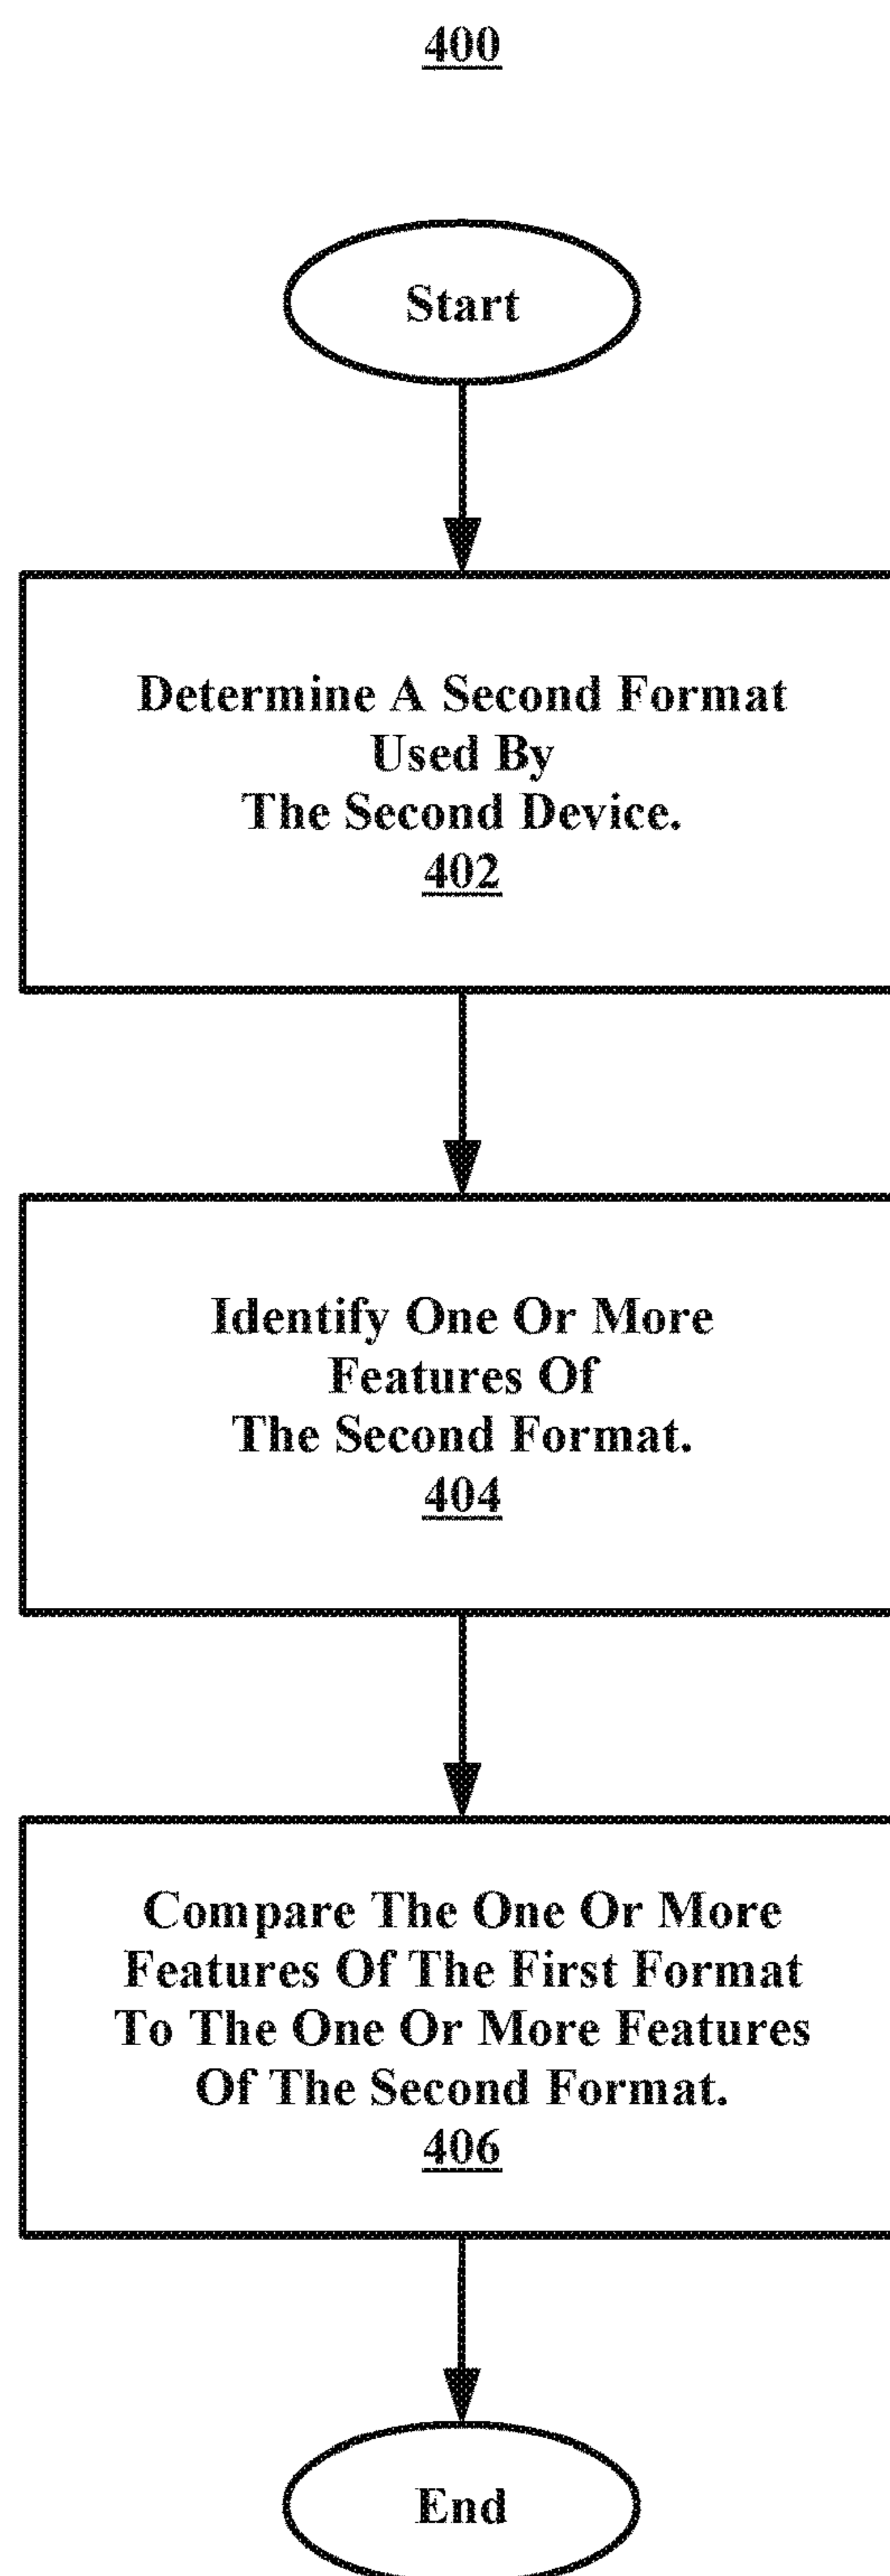 400
Start
Determine A Second Format
Used By
The Second Device.
402
Identify One Or More
Features Of
The Second Format.
404
Compare The One Or More
Features Of The First Format
To The One Or More Features
Of The Second Format.
406
End